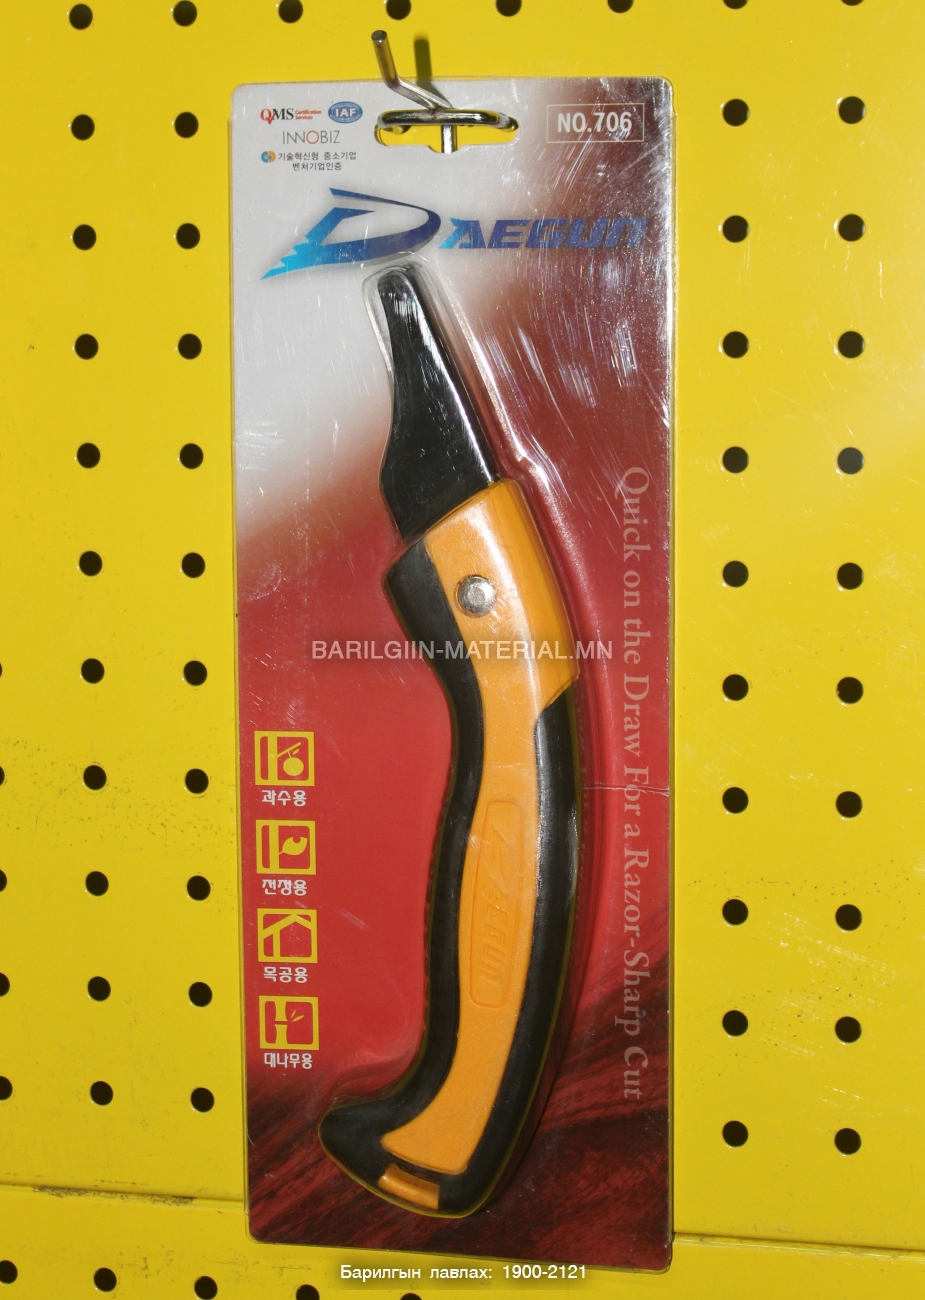 QMS Certification Services
IAF
INNOBIZ
기술혁신형 중소기업
벤처기업인증
NO.706
DAEGUN
Quick on the Draw For a Razor-Sharp Cut
BARILGIIN-MATERIAL.MN
과수용
전정용
목공용
대나무용
DAEGUN
Барилгын лавлах: 1900-2121